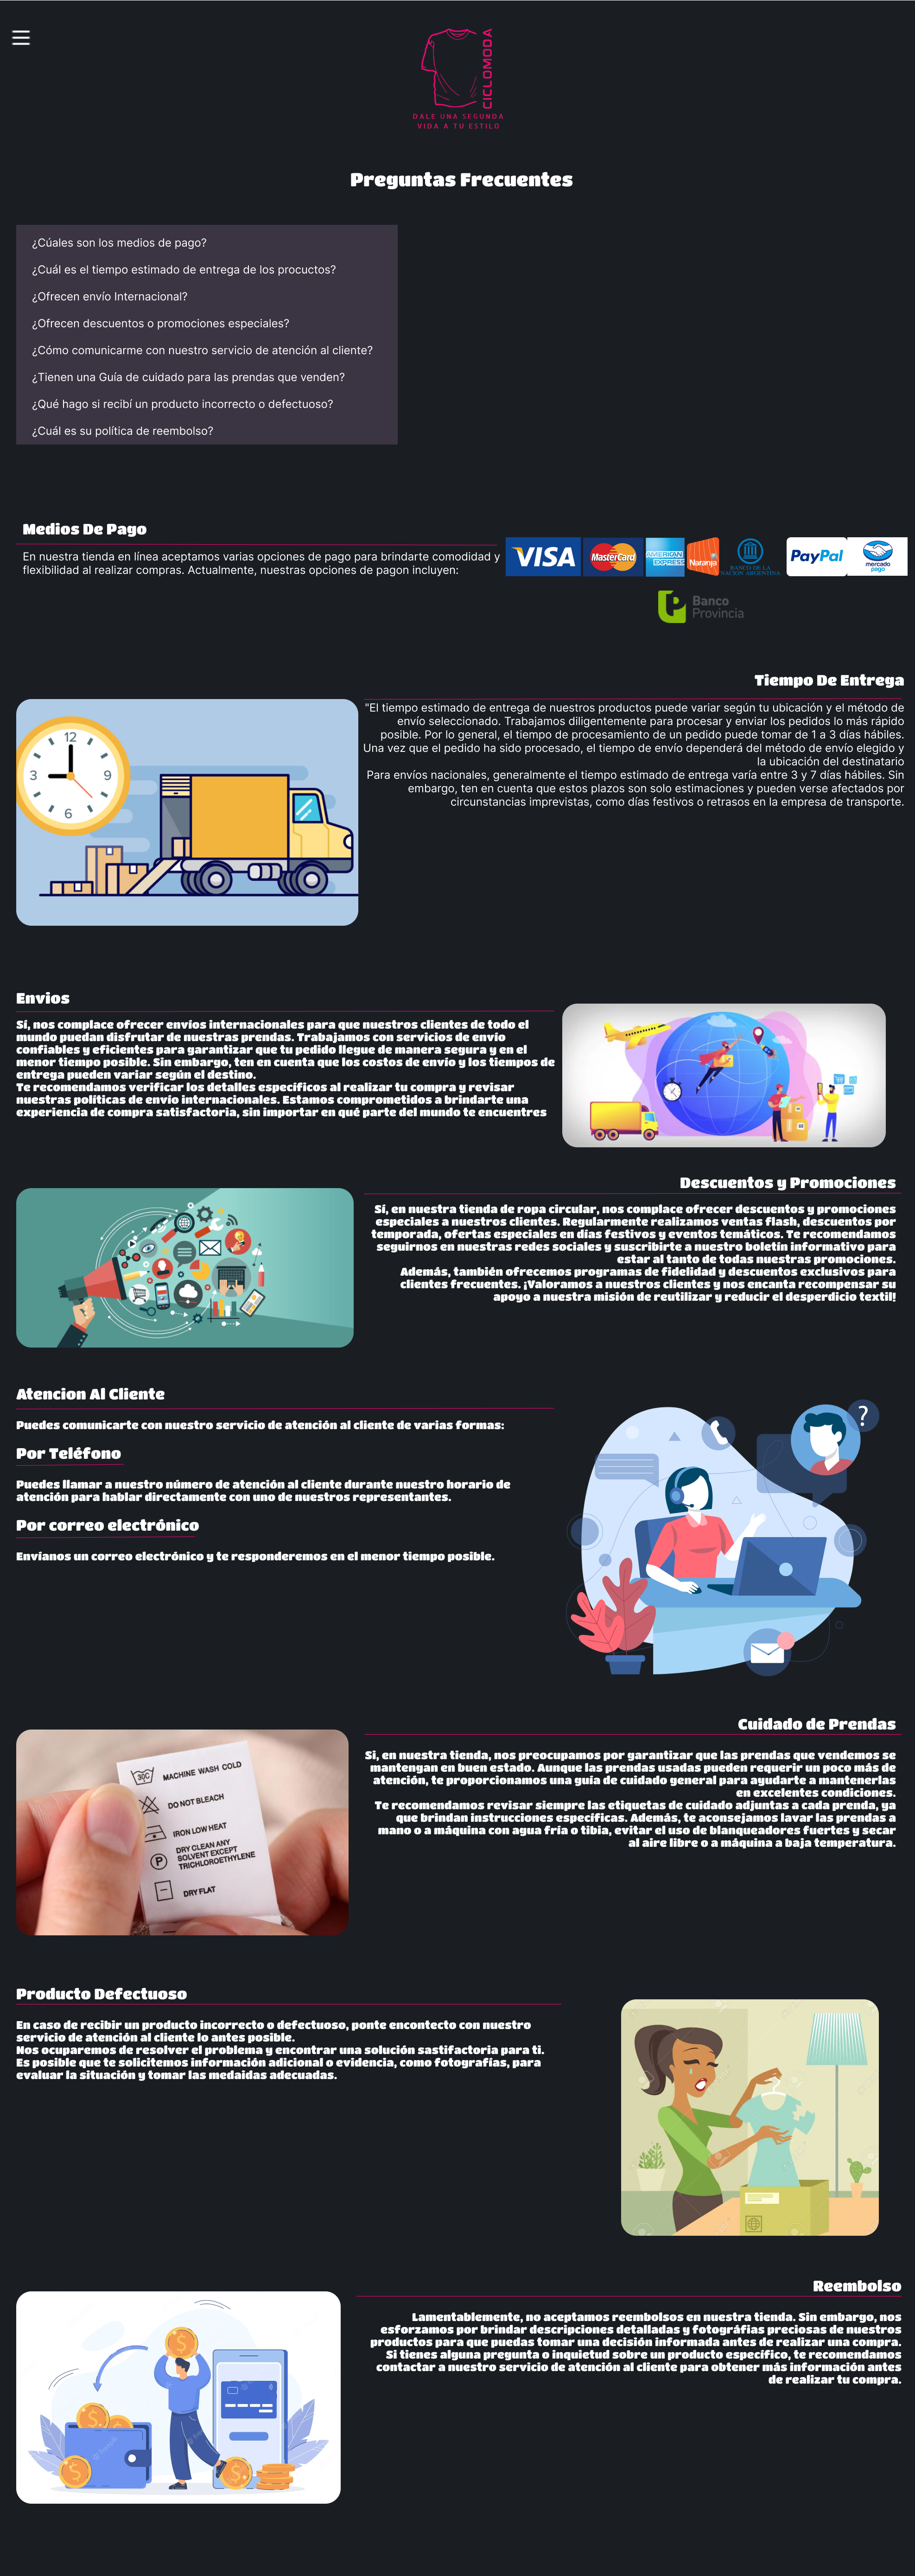 CICLOMODA
DALE UNA SEGUNDA
VIDA A TU ESTILO
Preguntas Frecuentes
¿Cúales son los medios de pago?
¿Cuál es el tiempo estimado de entrega de los procuctos?
¿Ofrecen envío Internacional?
¿Ofrecen descuentos o promociones especiales?
¿Cómo comunicarme con nuestro servicio de atención al cliente?
¿Tienen una Guía de cuidado para las prendas que venden?
¿Qué hago si recibí un producto incorrecto o defectuoso?
¿Cuál es su política de reembolso?
Medios De Pago
En nuestra tienda en línea aceptamos varias opciones de pago para brindarte comodidad y
flexibilidad al realizar compras. Actualmente, nuestras opciones de pagon incluyen:
VISA
MasterCard
AMERICAN
EXPRESS
Naranja
BANCO DE LA
NACION ARGENTINA
PayPal
mercado
pago
Banco
Provincia
Tiempo De Entrega
"El tiempo estimado de entrega de nuestros productos puede variar según tu ubicación y el método de
envío seleccionado. Trabajamos diligentemente para procesar y enviar los pedidos lo más rápido
posible. Por lo general, el tiempo de procesamiento de un pedido puede tomar de 1 a 3 días hábiles.
Una vez que el pedido ha sido procesado, el tiempo de envío dependerá del método de envío elegido y
la ubicación del destinatario
Para envíos nacionales, generalmente el tiempo estimado de entrega varía entre 3 y 7 días hábiles. Sin
embargo, ten en cuenta que estos plazos son solo estimaciones y pueden verse afectados por
circunstancias imprevistas, como días festivos o retrasos en la empresa de transporte.
12
3
9
6
Envios
Sí, nos complace ofrecer envíos internacionales para que nuestros clientes de todo el
mundo puedan disfrutar de nuestras prendas. Trabajamos con servicios de envío
confiables y eficientes para garantizar que tu pedido llegue de manera segura y en el
menor tiempo posible. Sin embargo, ten en cuenta que los costos de envío y los tiempos de
entrega pueden variar según el destino.
Te recomendamos verificar los detalles específicos al realizar tu compra y revisar
nuestras políticas de envío internacionales. Estamos comprometidos a brindarte una
experiencia de compra satisfactoria, sin importar en qué parte del mundo te encuentres
Descuentos y Promociones
Sí, en nuestra tienda de ropa circular, nos complace ofrecer descuentos y promociones
especiales a nuestros clientes. Regularmente realizamos ventas flash, descuentos por
temporada, ofertas especiales en días festivos y eventos temáticos. Te recomendamos
seguirnos en nuestras redes sociales y suscribirte a nuestro boletín informativo para
estar al tanto de todas nuestras promociones.
Además, también ofrecemos programas de fidelidad y descuentos exclusivos para
clientes frecuentes. ¡Valoramos a nuestros clientes y nos encanta recompensar su
apoyo a nuestra misión de reutilizar y reducir el desperdicio textil!
Atencion Al Cliente
Puedes comunicarte con nuestro servicio de atención al cliente de varias formas:
Por Teléfono
Puedes llamar a nuestro número de atención al cliente durante nuestro horario de
atención para hablar directamente con uno de nuestros representantes.
Por correo electrónico
Envíanos un correo electrónico y te responderemos en el menor tiempo posible.
?
Cuidado de Prendas
Si, en nuestra tienda, nos preocupamos por garantizar que las prendas que vendemos se
mantengan en buen estado. Aunque las prendas usadas pueden requerir un poco más de
atención, te proporcionamos una guía de cuidado general para ayudarte a mantenerlas
en excelentes condiciones.
Te recomendamos revisar siempre las etiquetas de cuidado adjuntas a cada prenda, ya
que brindan instrucciones específicas. Además, te aconsejamos lavar las prendas a
mano o a máquina con agua fría o tibia, evitar el uso de blanqueadores fuertes y secar
al aire libre o a máquina a baja temperatura.
30C MACHINE WASH COLD
DO NOT BLEACH
IRON LOW HEAT
P DRY CLEAN ANY
SOLVENT EXCEPT
TRICHLOROETHYLENE
DRY FLAT
Producto Defectuoso
En caso de recibir un producto incorrecto o defectuoso, ponte encontecto con nuestro
servicio de atención al cliente lo antes posible.
Nos ocuparemos de resolver el problema y encontrar una solución sastifactoria para ti.
Es posible que te solicitemos información adicional o evidencia, como fotografías, para
evaluar la situación y tomar las medaidas adecuadas.
Reembolso
Lamentablemente, no aceptamos reembolsos en nuestra tienda. Sin embargo, nos
esforzamos por brindar descripciones detalladas y fotográfias preciosas de nuestros
productos para que puedas tomar una decisión informada antes de realizar una compra.
Si tienes alguna pregunta o inquietud sobre un producto específico, te recomendamos
contactar a nuestro servicio de atención al cliente para obtener más información antes
de realizar tu compra.